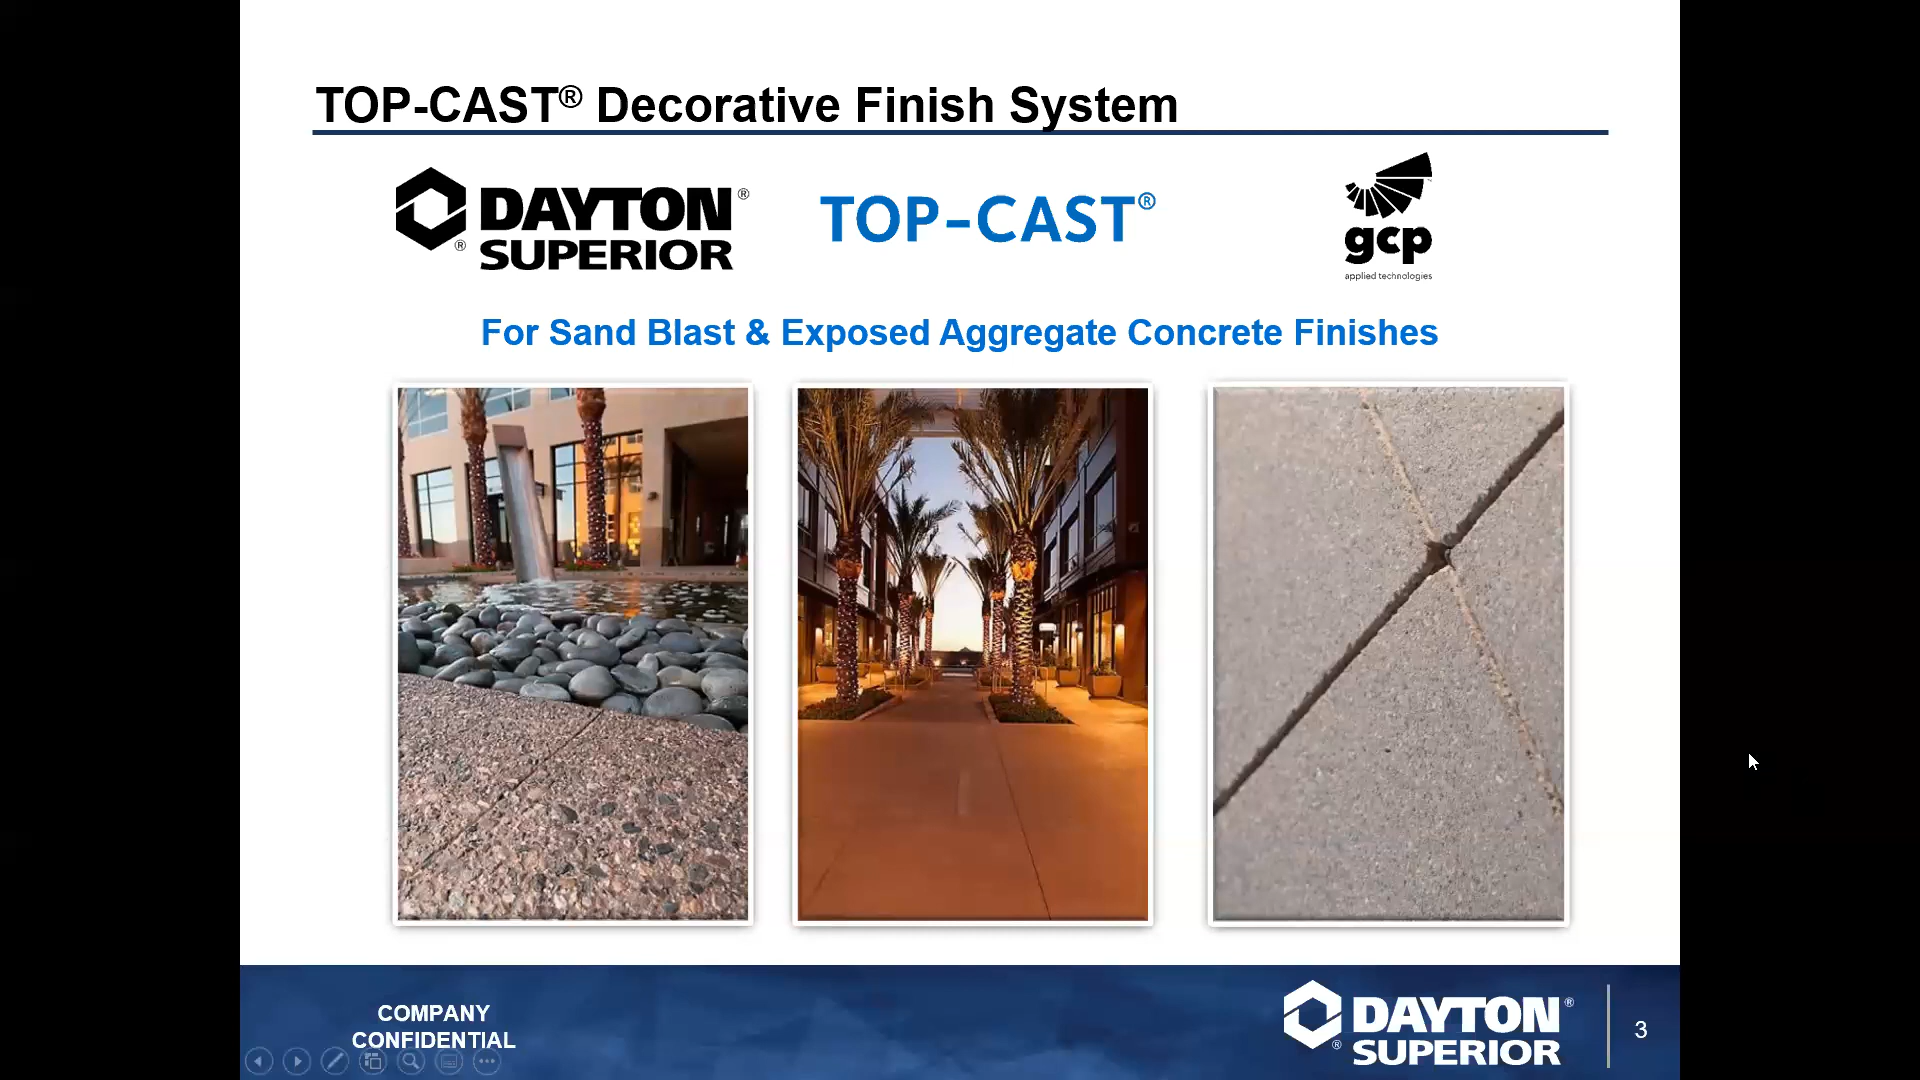 TOP-CAST® Decorative Finish System
DAYTON®
® SUPERIOR
TOP-CAST®
gcp
applied technologies
For Sand Blast & Exposed Aggregate Concrete Finishes
COMPANY
CONFIDENTIAL
DAYTON®
® SUPERIOR
3